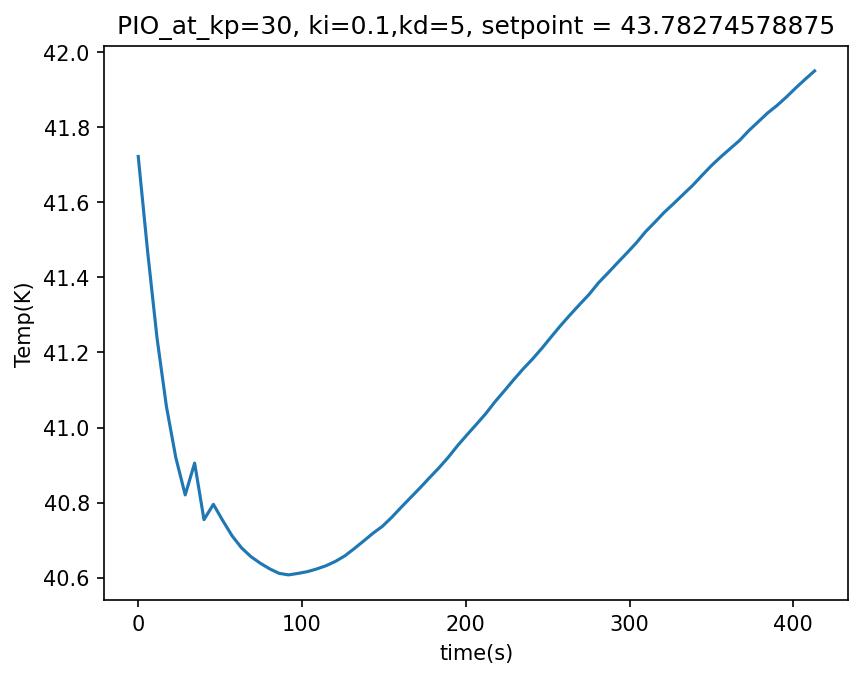 PIO_at_kp=30, ki=0.1,kd=5, setpoint = 43.78274578875
42.0
41.8
41.6
41.4
41.2
41.0
40.8
40.6
Temp(K)
0 100 200 300 400
time(s)